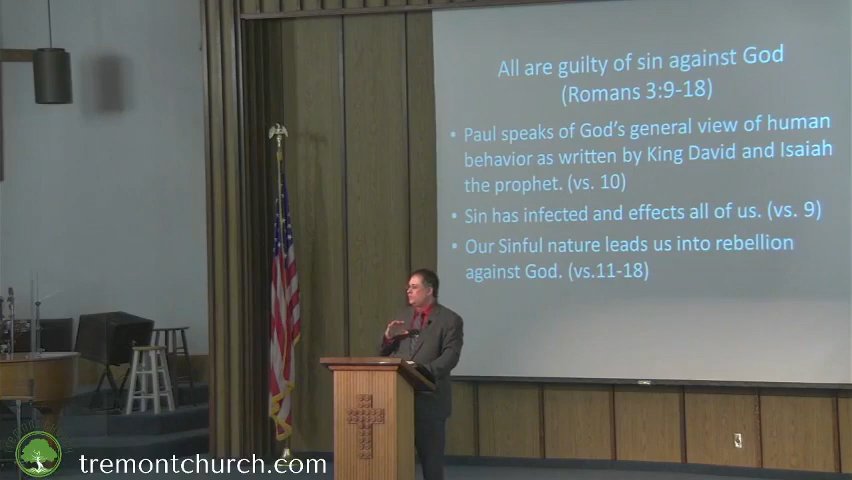 All are guilty of sin against God
(Romans 3:9-18)
• Paul speaks of God's general view of human
behavior as written by King David and Isaiah
the prophet. (vs. 10)
• Sin has infected and effects all of us. (vs. 9)
• Our Sinful nature leads us into rebellion
against God. (vs.11-18)
tremontchurch.com